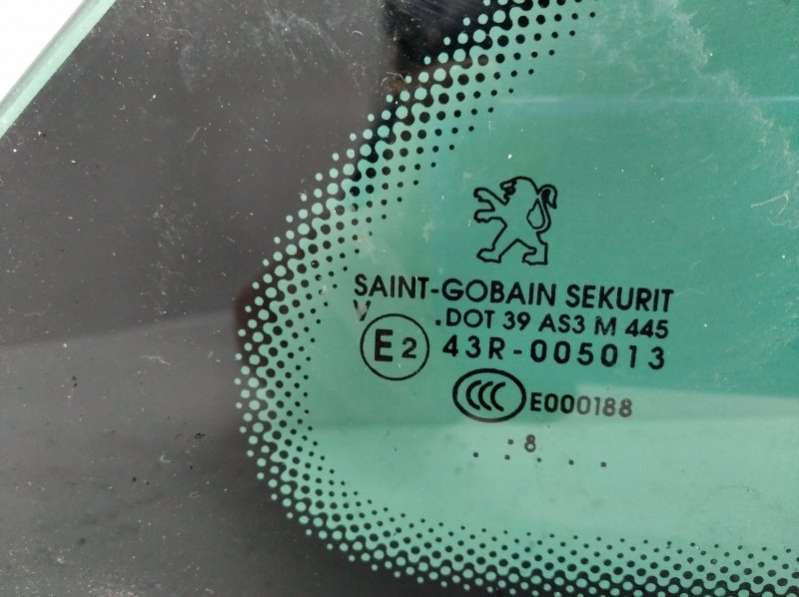 SAINT-GOBAIN SEKURIT
V .DOT 39 AS3 M 445
E2 43R-005013
CCC E000188
8